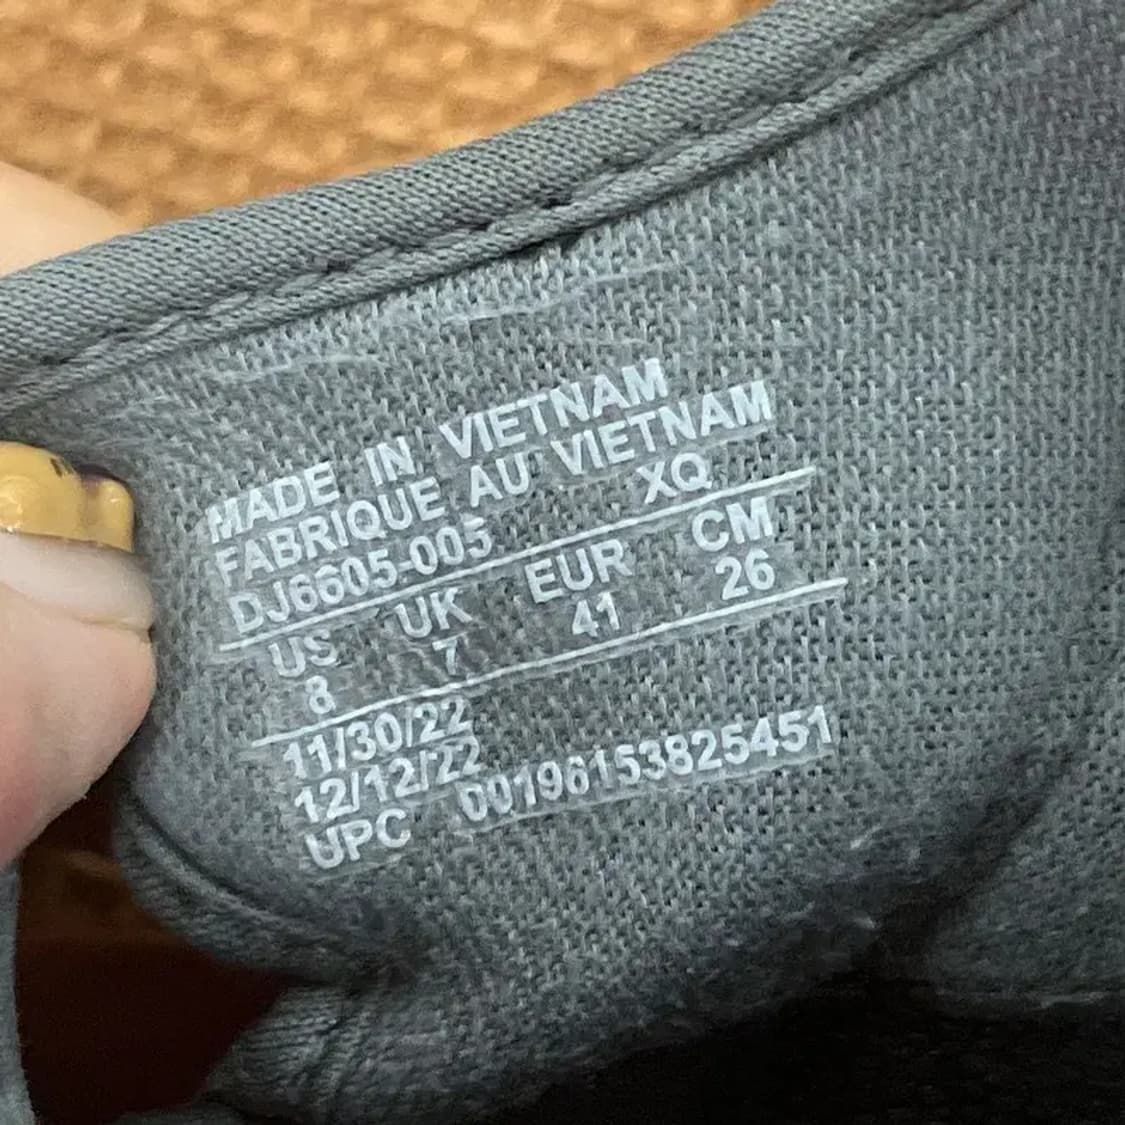 MADE IN VIETNAM
FABRIQUE AU VIETNAM
DJ6605-005 XQ
US UK EUR CM
8 7 41 26
11/30/22
12/12/22
UPC 00196153825451